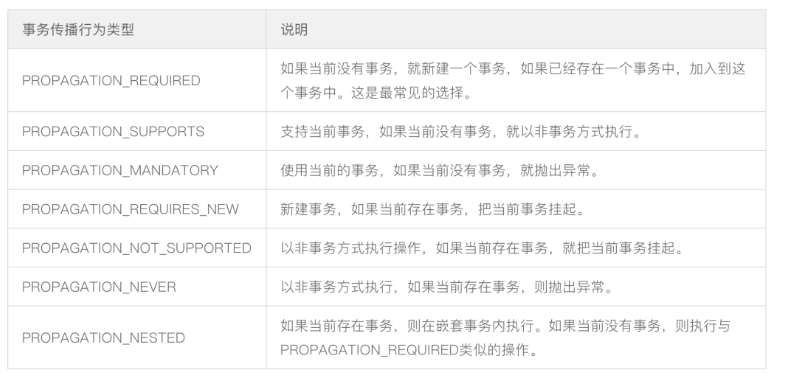 事务传播行为类型 说明
PROPAGATION_REQUIRED 如果当前没有事务，就新建一个事务，如果已经存在一个事务中，加入到这
个事务中。这是最常见的选择。
PROPAGATION_SUPPORTS 支持当前事务，如果当前没有事务，就以非事务方式执行。
PROPAGATION_MANDATORY 使用当前的事务，如果当前没有事务，就抛出异常。
PROPAGATION_REQUIRES_NEW 新建事务，如果当前存在事务，把当前事务挂起。
PROPAGATION_NOT_SUPPORTED 以非事务方式执行操作，如果当前存在事务，就把当前事务挂起。
PROPAGATION_NEVER 以非事务方式执行，如果当前存在事务，则抛出异常。
PROPAGATION_NESTED 如果当前存在事务，则在嵌套事务内执行。如果当前没有事务，则执行与
PROPAGATION_REQUIRED类似的操作。